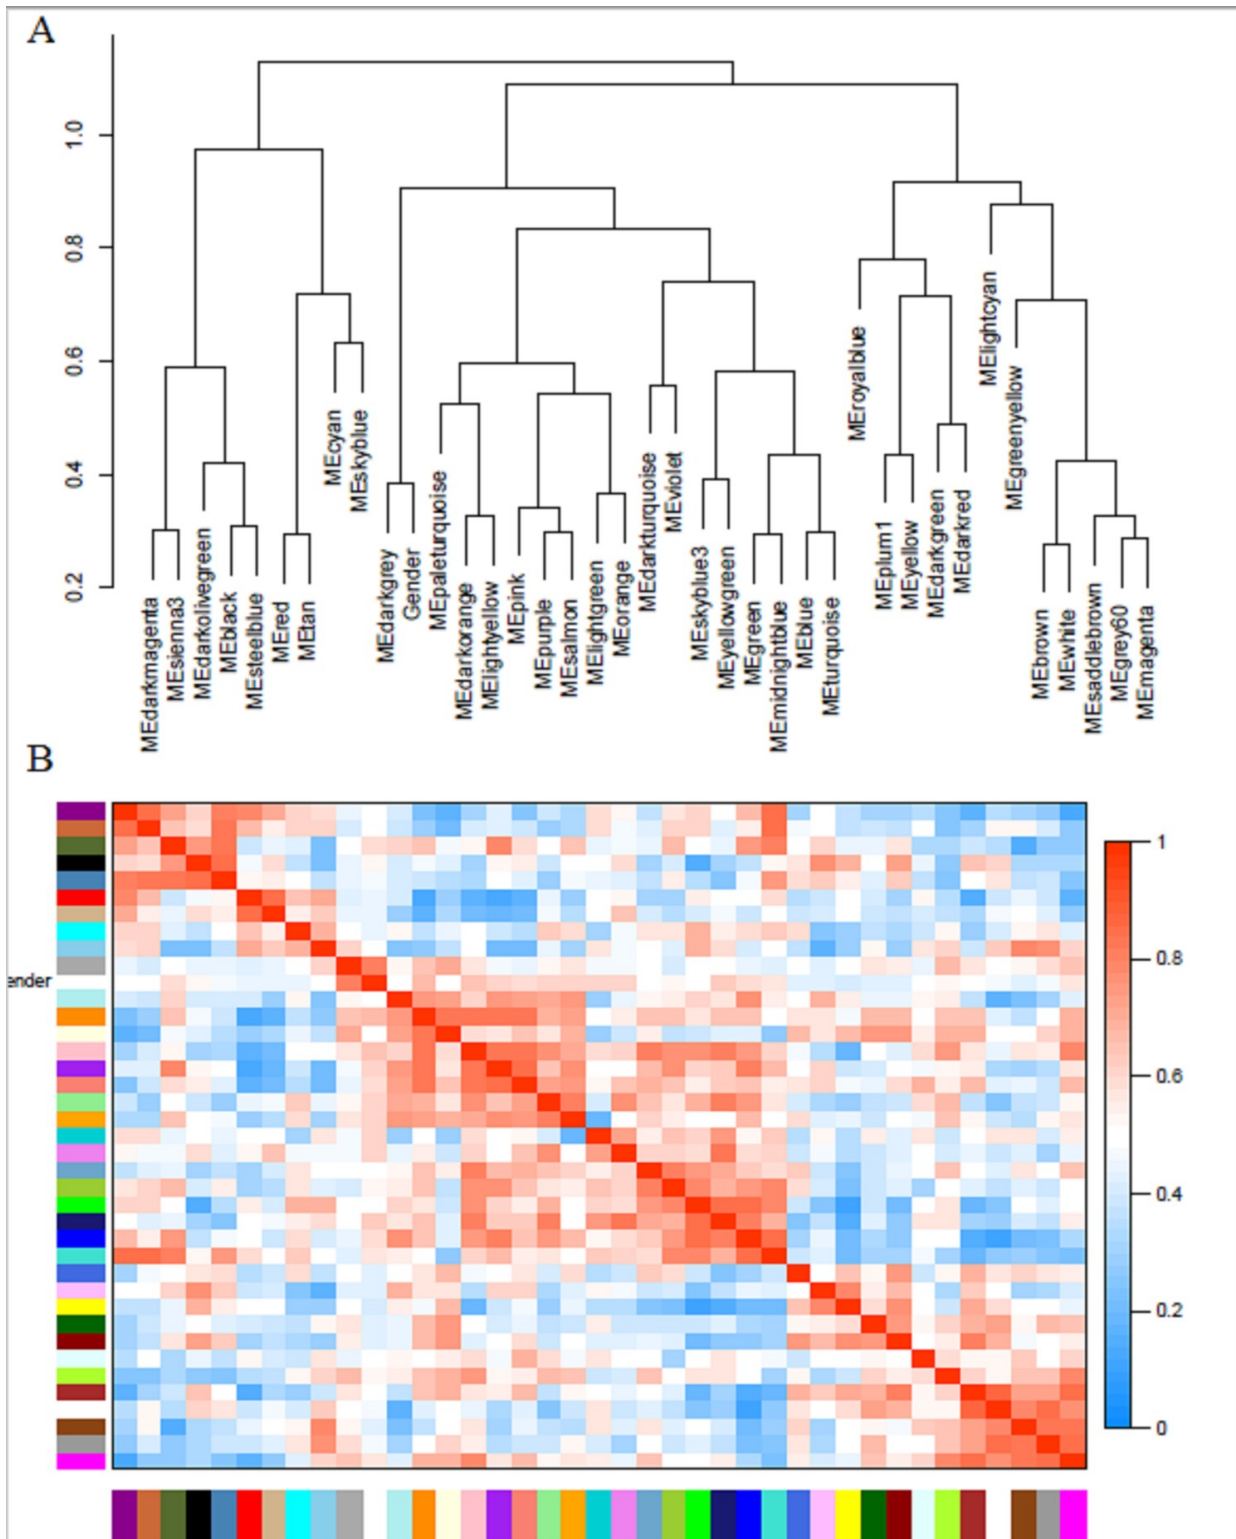 A
1.0
0.8
0.6
0.4
0.2
MEdarkmagenta
MEsienna3
MEdarkolivegreen
MEblack
MEsteelblue
MEred
MEtan
MEcyan
MEskyblue
MEdarkgrey
Gender
MEpaleturquoise
MEdarkorange
MElightyellow
MEpink
MEpurple
MEsalmon
MElightgreen
MEorange
MEdarkturquoise
MEviolet
MEskyblue3
MEyellowgreen
MEgreen
MEmidnightblue
MEblue
MEturquoise
MEroyalblue
MEplum1
MEyellow
MEdarkgreen
MEdarkred
MElightcyan
MEgreenyellow
MEbrown
MEwhite
MEsaddlebrown
MEgrey60
MEmagenta
B
ender
1
0.8
0.6
0.4
0.2
0